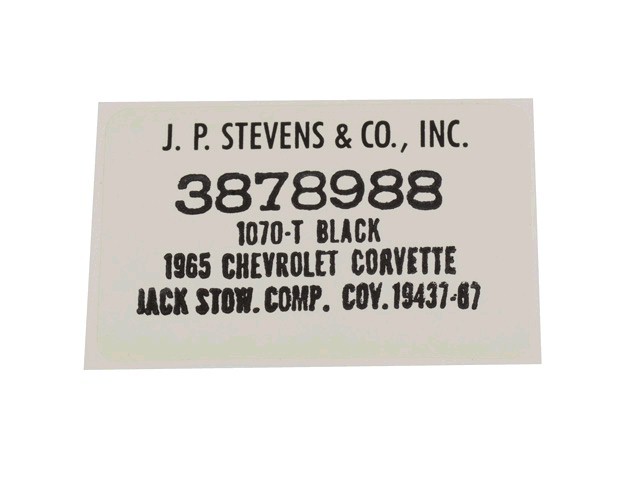 J. P. STEVENS & CO., INC.
3878988
1070-T BLACK
1965 CHEVROLET CORVETTE
JACK STOW. COMP. COV. 19437-67